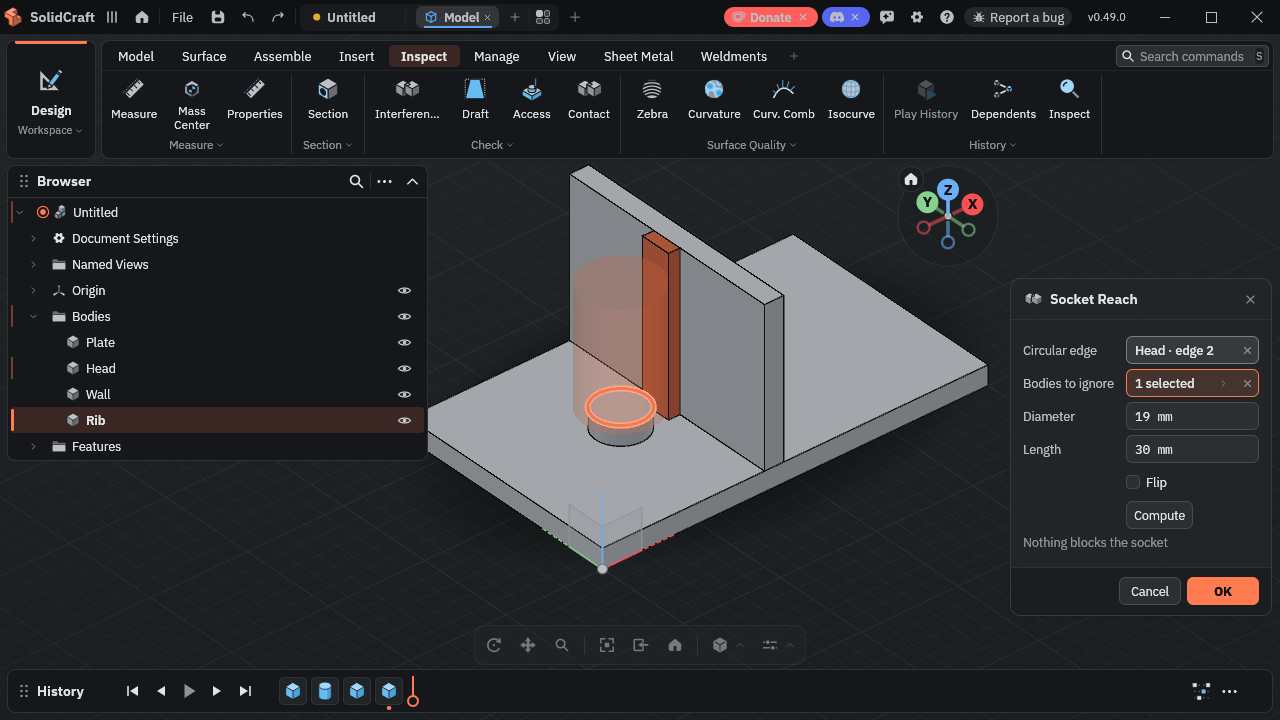 SolidCraft
File
Untitled
Model
Donate
Report a bug
v0.49.0
Design
Workspace
Model
Surface
Assemble
Insert
Inspect
Manage
View
Sheet Metal
Weldments
Search commands
S
Measure
Mass Center
Properties
Section
Interferen...
Draft
Access
Contact
Zebra
Curvature
Curv. Comb
Isocurve
Play History
Dependents
Inspect
Measure
Section
Check
Surface Quality
History
Browser
Untitled
Document Settings
Named Views
Origin
Bodies
Plate
Head
Wall
Rib
Features
Z
Y
X
Socket Reach
Circular edge
Head · edge 2
Bodies to ignore
1 selected
Diameter
19 mm
Length
30 mm
Flip
Compute
Nothing blocks the socket
Cancel
OK
History